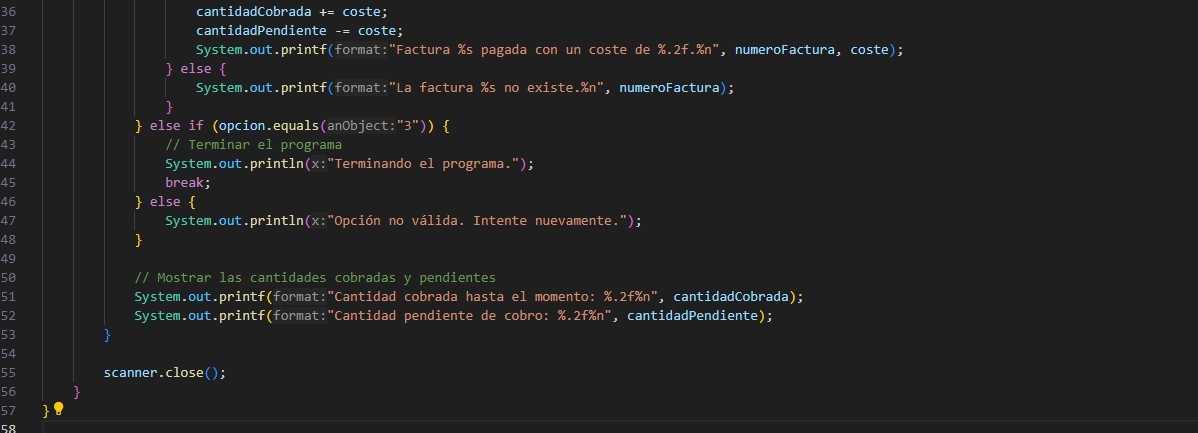 36 cantidadCobrada += coste;
37 cantidadPendiente -= coste;
38 System.out.printf(format:"Factura %s pagada con un coste de %.2f.%n", numeroFactura, coste);
39 } else {
40 System.out.printf(format:"La factura %s no existe.%n", numeroFactura);
41 }
42 } else if (opcion.equals(anObject:"3")) {
43 // Terminar el programa
44 System.out.println(x:"Terminando el programa.");
45 break;
46 } else {
47 System.out.println(x:"Opción no válida. Intente nuevamente.");
48 }
49
50 // Mostrar las cantidades cobradas y pendientes
51 System.out.printf(format:"Cantidad cobrada hasta el momento: %.2f%n", cantidadCobrada);
52 System.out.printf(format:"Cantidad pendiente de cobro: %.2f%n", cantidadPendiente);
53 }
54
55 scanner.close();
56 }
57 }
58